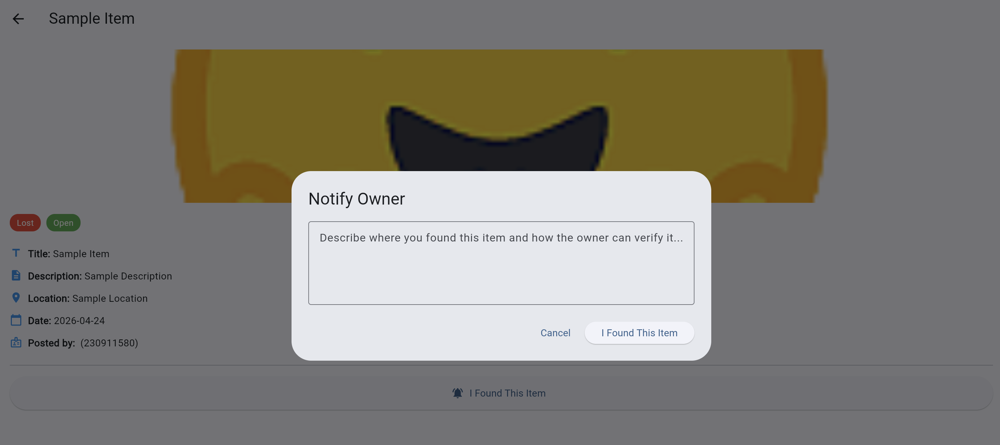 Sample Item
Notify Owner
Describe where you found this item and how the owner can verify it...
Cancel
I Found This Item
Lost
Open
Title: Sample Item
Description: Sample Description
Location: Sample Location
Date: 2026-04-24
Posted by: (230911580)
I Found This Item